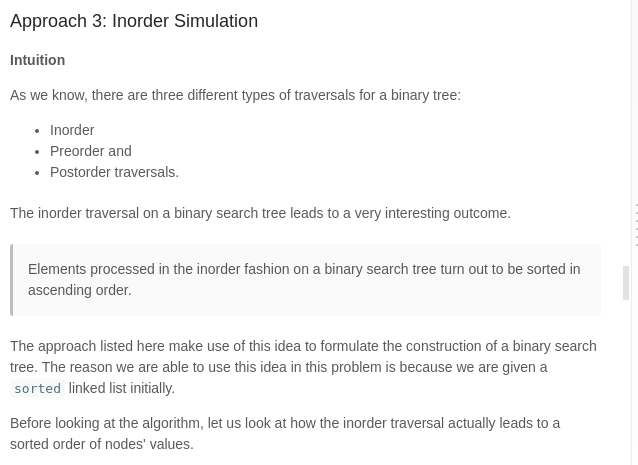 Approach 3: Inorder Simulation
Intuition
As we know, there are three different types of traversals for a binary tree:
• Inorder
• Preorder and
• Postorder traversals.
The inorder traversal on a binary search tree leads to a very interesting outcome.
Elements processed in the inorder fashion on a binary search tree turn out to be sorted in
ascending order.
The approach listed here make use of this idea to formulate the construction of a binary search
tree. The reason we are able to use this idea in this problem is because we are given a
sorted linked list initially.
Before looking at the algorithm, let us look at how the inorder traversal actually leads to a
sorted order of nodes' values.